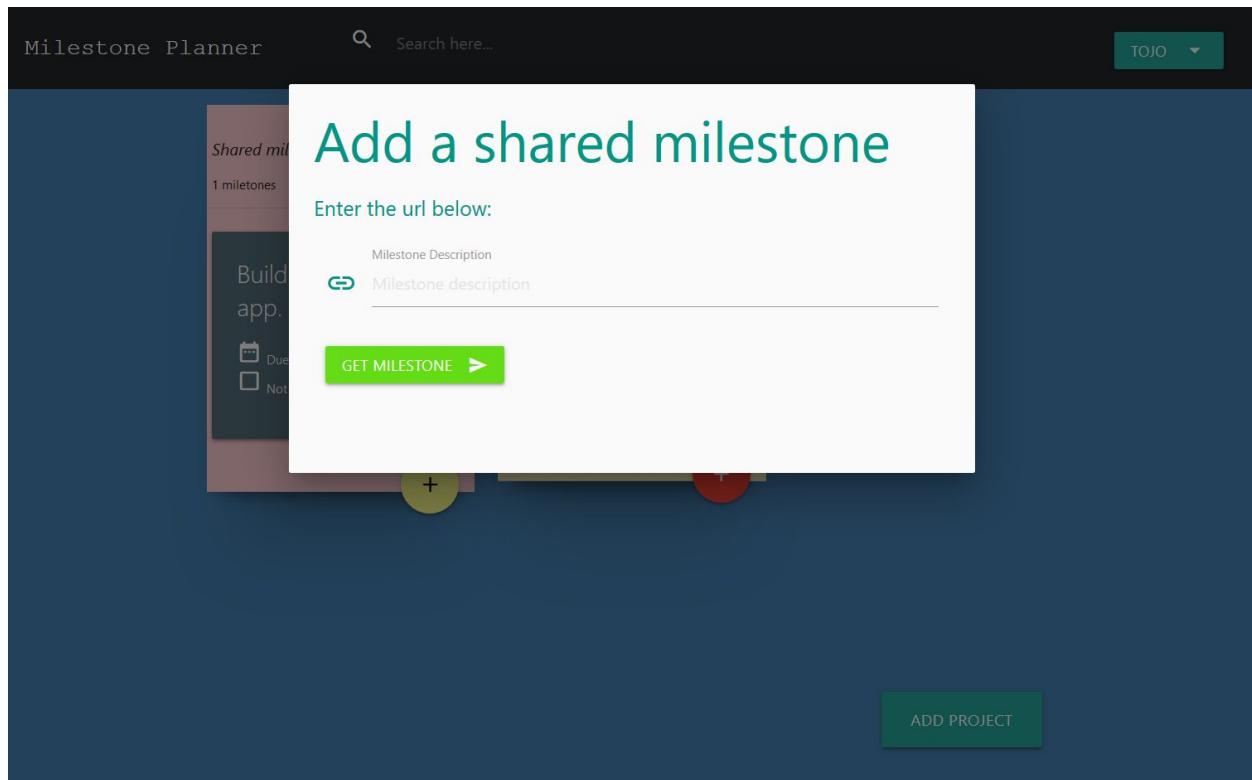 Milestone Planner
Search here...
TOJO
Add a shared milestone
Enter the url below:
Milestone Description
Milestone description
GET MILESTONE
Shared mil
1 miletones
Build
app.
Due
Not
+
+
ADD PROJECT